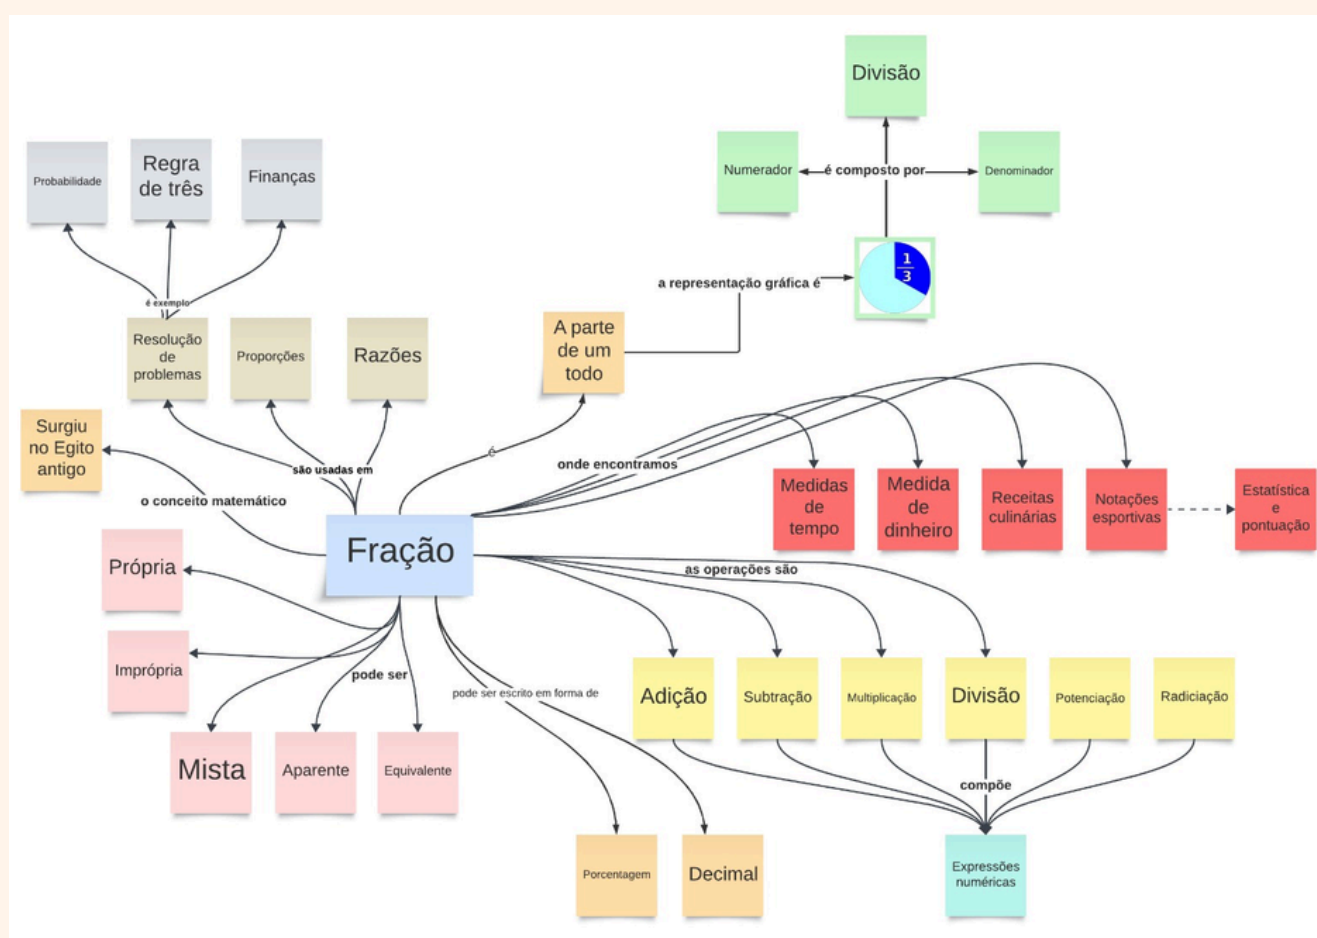 Divisão
Numerador
é composto por
Denominador
1
3
a representação gráfica é
Probabilidade
Regra
de três
Finanças
é exemplo
Resolução
de
problemas
Proporções
Razões
A parte
de um
todo
Surgiu
no Egito
antigo
são usadas em
o conceito matemático
é
onde encontramos
Medidas
de
tempo
Medida
de
dinheiro
Receitas
culinárias
Notações
esportivas
Estatística
e
pontuação
Fração
Própria
Imprópria
pode ser
Mista
Aparente
Equivalente
as operações são
pode ser escrito em forma de
Adição
Subtração
Multiplicação
Divisão
Potenciação
Radiciação
compõe
Porcentagem
Decimal
Expressões
numéricas